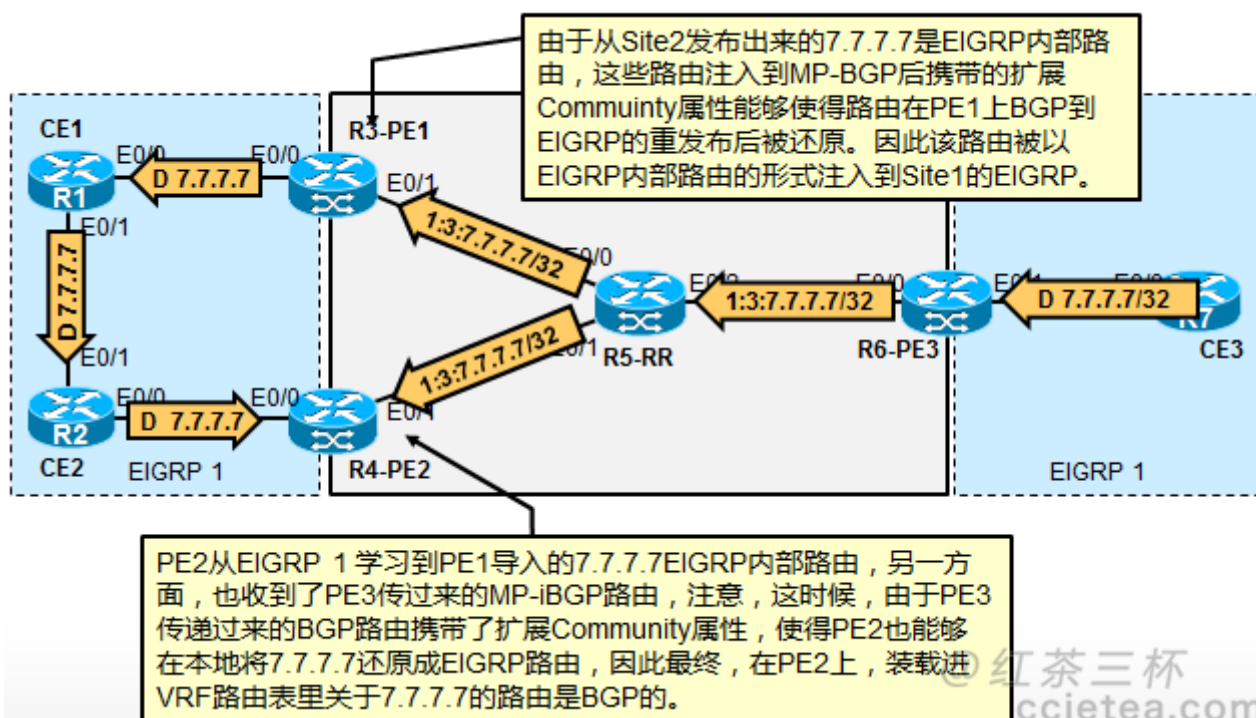 由于从Site2发布出来的7.7.7.7是EIGRP内部路
由，这些路由注入到MP-BGP后携带的扩展
Commuinty属性能够使得路由在PE1上BGP到
EIGRP的重发布后被还原。因此该路由被以
EIGRP内部路由的形式注入到Site1的EIGRP。
CE1
R3-PE1
E0/0
E0/0
D 7.7.7.7
R1
E0/1
E0/1
1:3:7.7.7.7/32
D 7.7.7.7
E0/0
1:3:7.7.7.7/32
E0/0
D 7.7.7.7/32
R7
R5-RR
R6-PE3
CE3
1:3:7.7.7.7/32
E0/1
E0/1
E0/0
E0/0
D 7.7.7.7
E0/1
R2
CE2
EIGRP 1
R4-PE2
EIGRP 1
PE2从EIGRP 1 学习到PE1导入的7.7.7.7EIGRP内部路由，另一方
面，也收到了PE3传过来的MP-iBGP路由，注意，这时候，由于PE3
传递过来的BGP路由携带了扩展Community属性，使得PE2也能够
在本地将7.7.7.7还原成EIGRP路由，因此最终，在PE2上，装载进
VRF路由表里关于7.7.7.7的路由是BGP的。
@红茶三杯
ccietea.com